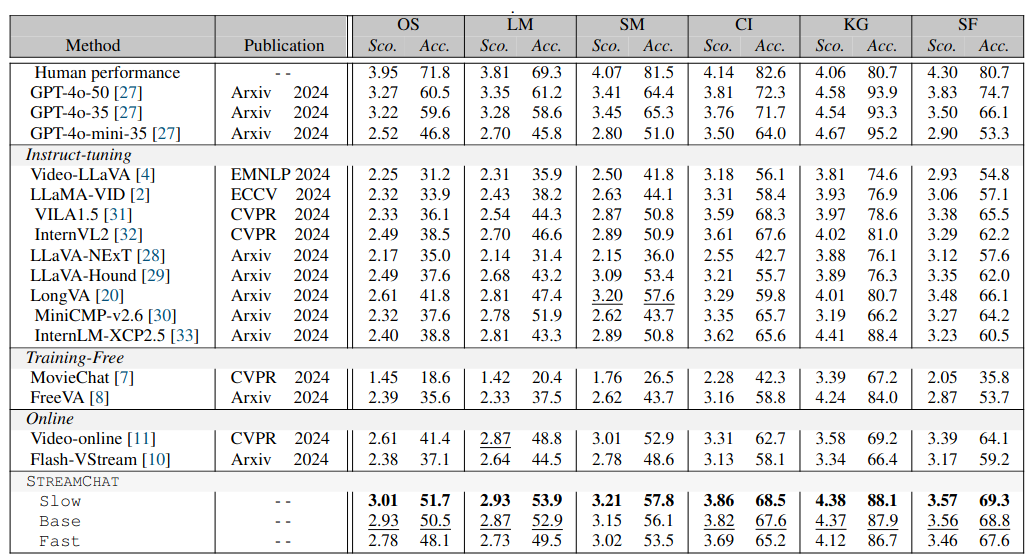 OS LM SM CI KG SF
Method Publication Sco. Acc. Sco. Acc. Sco. Acc. Sco. Acc. Sco. Acc. Sco. Acc.
Human performance - - 3.95 71.8 3.81 69.3 4.07 81.5 4.14 82.6 4.06 80.7 4.30 80.7
GPT-4o-50 [27] Arxiv 2024 3.27 60.5 3.35 61.2 3.41 64.4 3.81 72.3 4.58 93.9 3.83 74.7
GPT-4o-35 [27] Arxiv 2024 3.22 59.6 3.28 58.6 3.45 65.3 3.76 71.7 4.54 93.3 3.50 66.1
GPT-4o-mini-35 [27] Arxiv 2024 2.52 46.8 2.70 45.8 2.80 51.0 3.50 64.0 4.67 95.2 2.90 53.3
Instruct-tuning
Video-LLaVA [4] EMNLP 2024 2.25 31.2 2.31 35.9 2.50 41.8 3.18 56.1 3.81 74.6 2.93 54.8
LLaMA-VID [2] ECCV 2024 2.32 33.9 2.43 38.2 2.63 44.1 3.31 58.4 3.93 76.9 3.06 57.1
VILA1.5 [31] CVPR 2024 2.33 36.1 2.54 44.3 2.87 50.8 3.59 68.3 3.97 78.6 3.38 65.5
InternVL2 [32] CVPR 2024 2.49 38.5 2.70 46.6 2.89 50.9 3.61 67.6 4.02 81.0 3.29 62.2
LLaVA-NExT [28] Arxiv 2024 2.17 35.0 2.14 31.4 2.15 36.0 2.55 42.7 3.88 76.1 3.12 57.6
LLaVA-Hound [29] Arxiv 2024 2.49 37.6 2.68 43.2 3.09 53.4 3.21 55.7 3.89 76.3 3.35 62.0
LongVA [20] Arxiv 2024 2.61 41.8 2.81 47.4 3.20 57.6 3.29 59.8 4.01 80.7 3.48 66.1
MiniCMP-v2.6 [30] Arxiv 2024 2.32 37.6 2.78 51.9 2.62 43.7 3.35 65.7 3.19 66.2 3.27 64.2
InternLM-XCP2.5 [33] Arxiv 2024 2.40 38.8 2.81 43.3 2.89 50.8 3.62 65.6 4.41 88.4 3.23 60.5
Training-Free
MovieChat [7] CVPR 2024 1.45 18.6 1.42 20.4 1.76 26.5 2.28 42.3 3.39 67.2 2.05 35.8
FreeVA [8] Arxiv 2024 2.39 35.6 2.33 37.5 2.62 43.7 3.16 58.8 4.24 84.0 2.87 53.7
Online
Video-online [11] CVPR 2024 2.61 41.4 2.87 48.8 3.01 52.9 3.31 62.7 3.58 69.2 3.39 64.1
Flash-VStream [10] Arxiv 2024 2.38 37.1 2.64 44.5 2.78 48.6 3.13 58.1 3.34 66.4 3.17 59.2
STREAMCHAT
Slow - - 3.01 51.7 2.93 53.9 3.21 57.8 3.86 68.5 4.38 88.1 3.57 69.3
Base - - 2.93 50.5 2.87 52.9 3.15 56.1 3.82 67.6 4.37 87.9 3.56 68.8
Fast - - 2.78 48.1 2.73 49.5 3.02 53.5 3.69 65.2 4.12 86.7 3.46 67.6